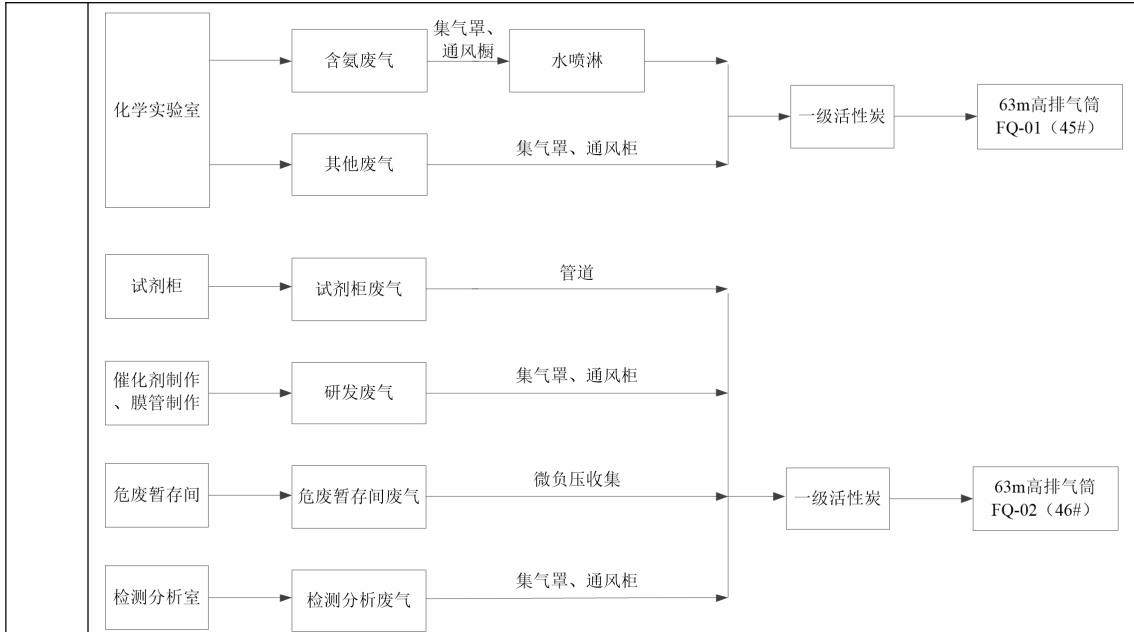 化学实验室
含氨废气
集气罩、
通风橱
水喷淋
其他废气
集气罩、通风柜
一级活性炭
63m高排气筒
FQ-01（45#）
试剂柜
试剂柜废气
管道
催化剂制作
、膜管制作
研发废气
集气罩、通风柜
危废暂存间
危废暂存间废气
微负压收集
一级活性炭
63m高排气筒
FQ-02（46#）
检测分析室
检测分析废气
集气罩、通风柜